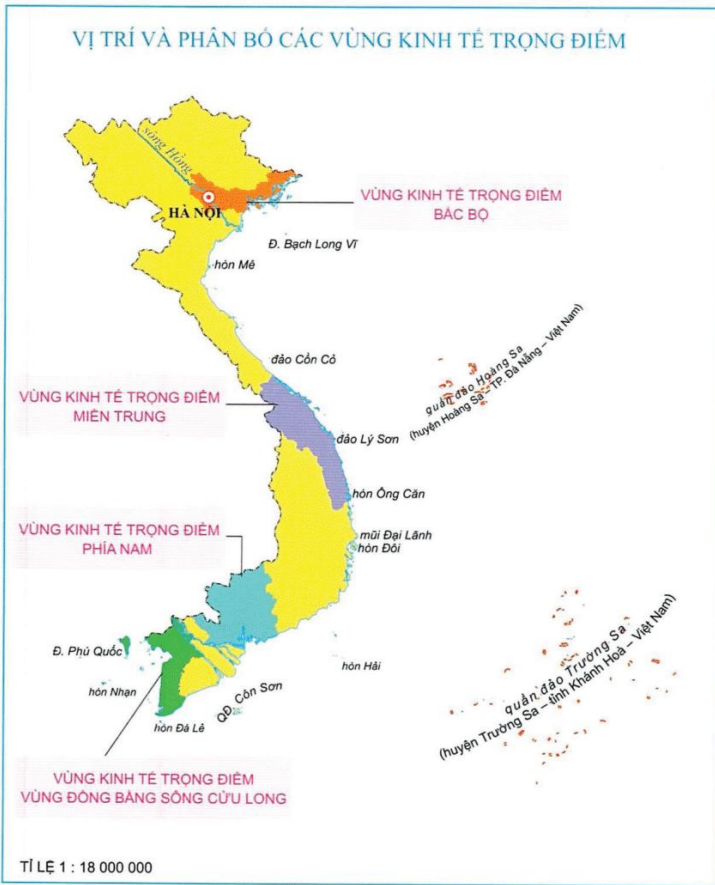 VỊ TRÍ VÀ PHÂN BỐ CÁC VÙNG KINH TẾ TRỌNG ĐIỂM
sông Hồng
HÀ NỘI
VÙNG KINH TẾ TRỌNG ĐIỂM
BẮC BỘ
Đ. Bạch Long Vĩ
hòn Mê
đảo Cồn Cỏ
quần đảo Hoàng Sa
(huyện Hoàng Sa – TP. Đà Nẵng – Việt Nam)
VÙNG KINH TẾ TRỌNG ĐIỂM
MIỀN TRUNG
đảo Lý Sơn
hòn Ông Căn
VÙNG KINH TẾ TRỌNG ĐIỂM
PHÍA NAM
mũi Đại Lãnh
hòn Đôi
Đ. Phú Quốc
hòn Hải
quần đảo Trường Sa
(huyện Trường Sa – tỉnh Khánh Hoà – Việt Nam)
hòn Nhạn
QĐ. Côn Sơn
hòn Đá Lẻ
VÙNG KINH TẾ TRỌNG ĐIỂM
VÙNG ĐỒNG BẰNG SÔNG CỬU LONG
TỈ LỆ 1 : 18 000 000